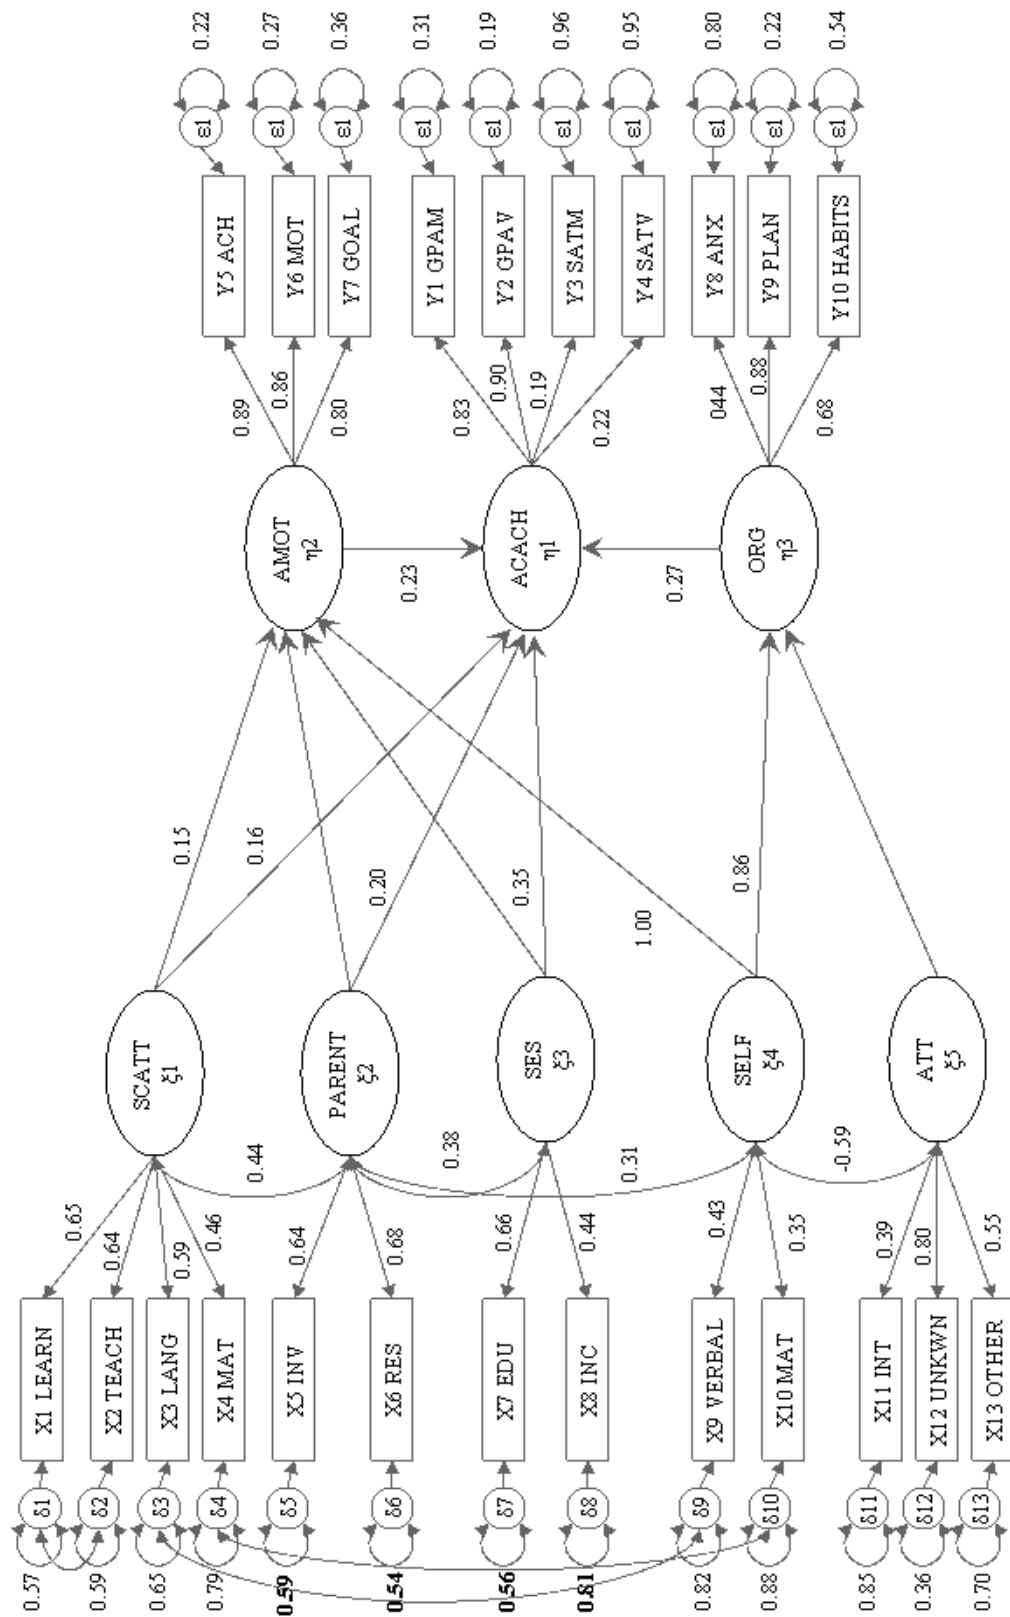 0.57
0.59
0.65
0.79
0.59
0.54
0.56
0.81
0.82
0.88
0.85
0.36
0.70
δ1
δ2
δ3
δ4
δ5
δ6
δ7
δ8
δ9
δ10
δ11
δ12
δ13
X1 LEARN
X2 TEACH
X3 LANG
X4 MAT
X5 INV
X6 RES
X7 EDU
X8 INC
X9 VERBAL
X10 MAT
X11 INT
X12 UNKWN
X13 OTHER
0.65
0.64
0.59
0.46
0.64
0.68
0.66
0.44
0.43
0.35
0.39
0.80
0.55
0.44
0.38
0.31
-0.59
SCATT
ξ1
PARENT
ξ2
SES
ξ3
SELF
ξ4
ATT
ξ5
0.15
0.16
0.20
0.35
1.00
0.86
AMOT
η2
0.23
ACACH
η1
0.27
ORG
η3
0.89
0.86
0.80
0.83
0.90
0.19
0.22
044
0.88
0.68
Y5 ACH
Y6 MOT
Y7 GOAL
Y1 GPAM
Y2 GPAV
Y3 SATM
Y4 SATV
Y8 ANX
Y9 PLAN
Y10 HABITS
ε1
ε1
ε1
ε1
ε1
ε1
ε1
ε1
ε1
ε1
0.22
0.27
0.36
0.31
0.19
0.96
0.95
0.80
0.22
0.54